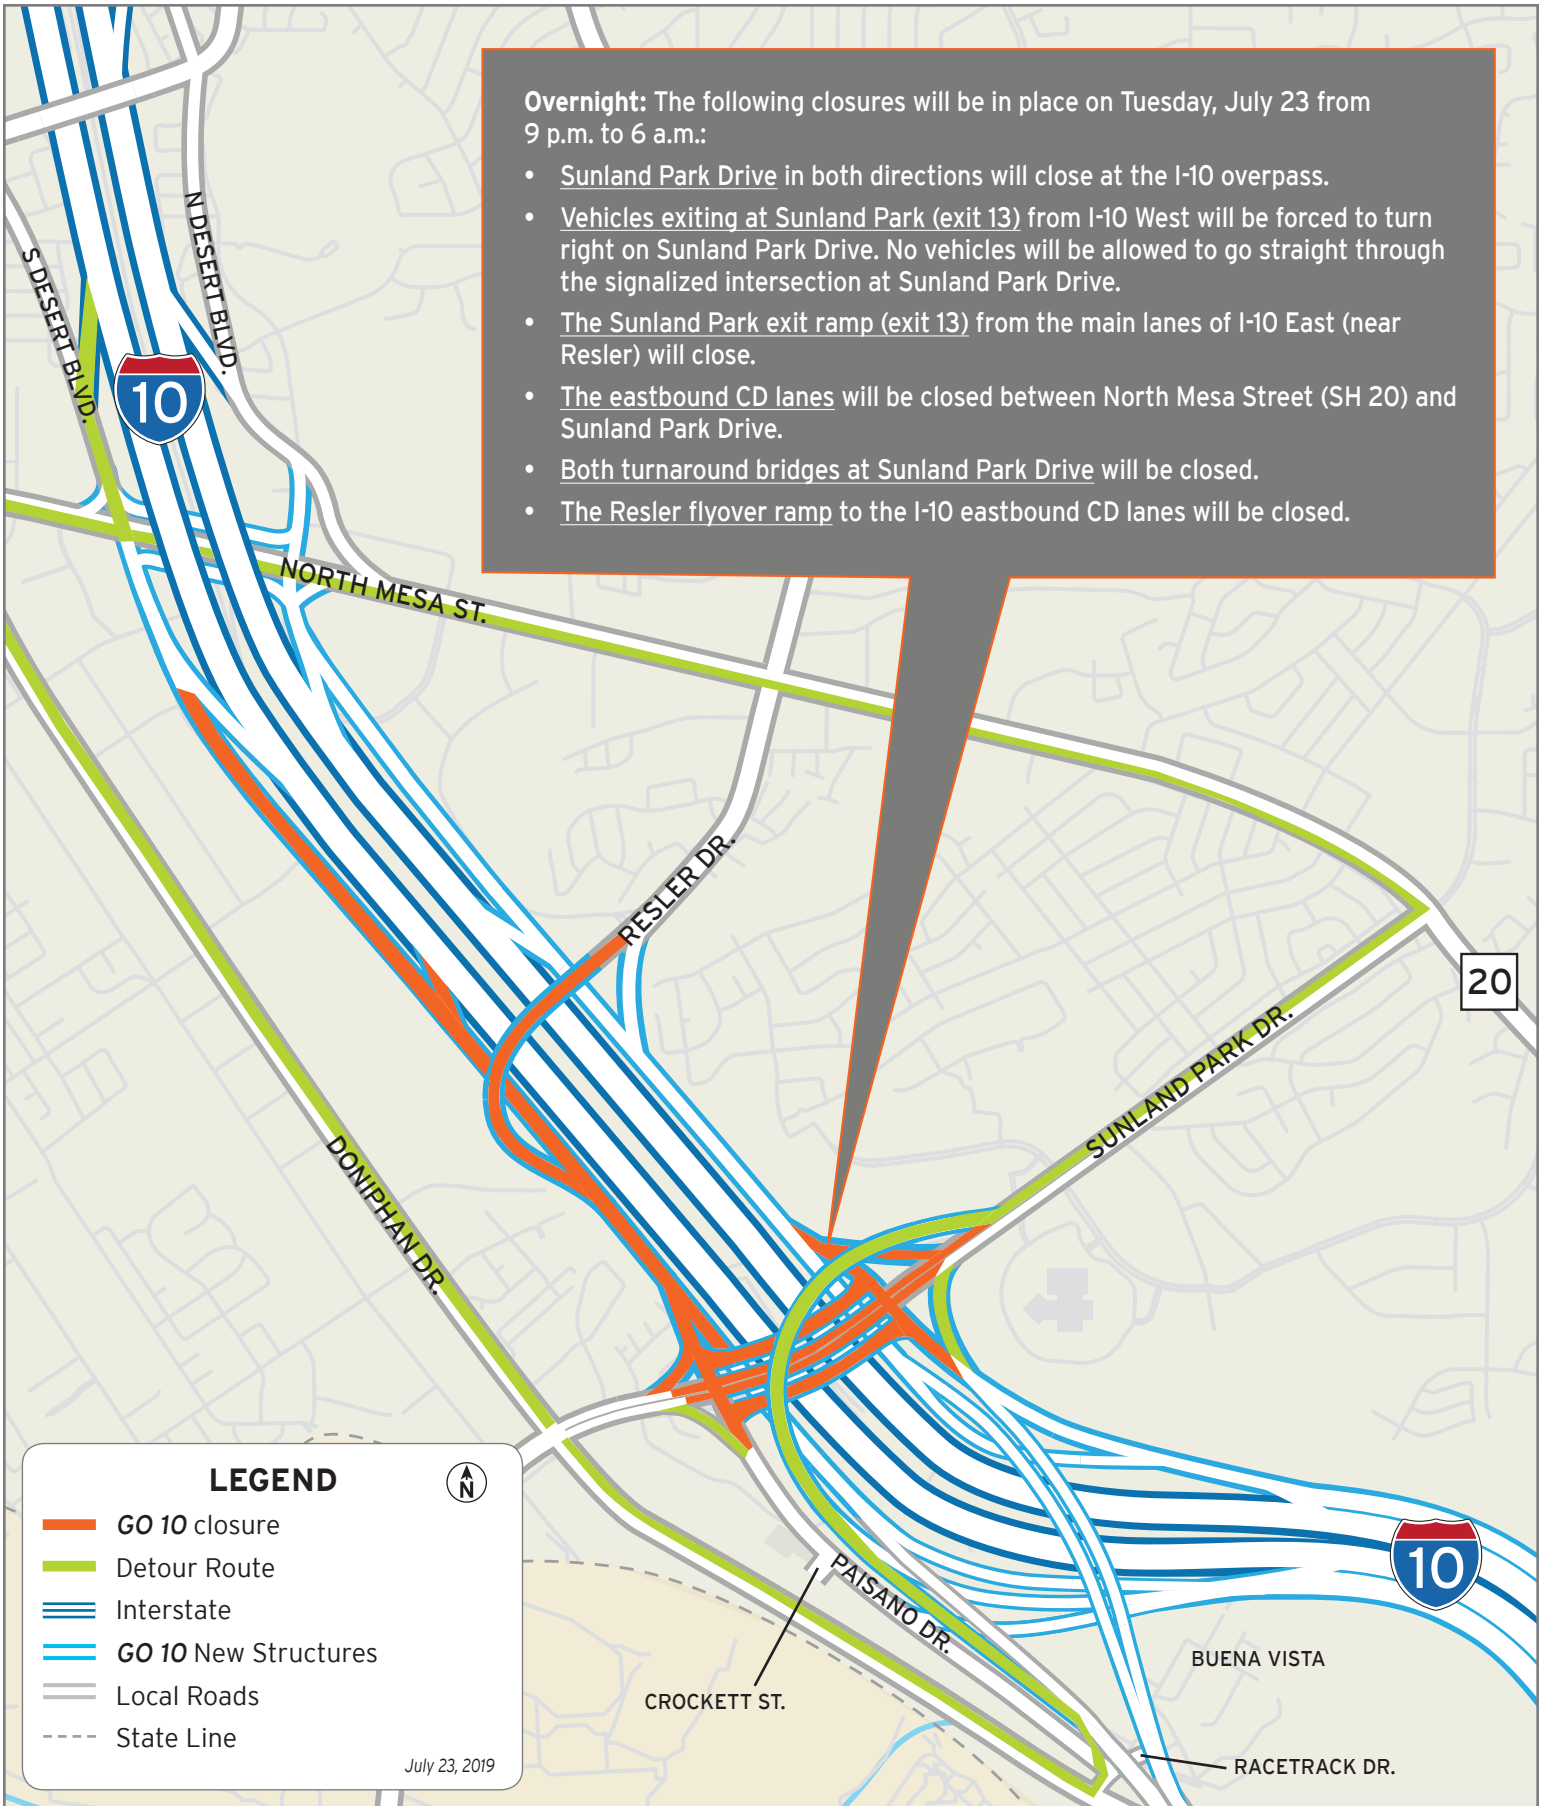 Overnight: The following closures will be in place on Tuesday, July 23 from
9 p.m. to 6 a.m.:
• Sunland Park Drive in both directions will close at the I-10 overpass.
• Vehicles exiting at Sunland Park (exit 13) from I-10 West will be forced to turn
right on Sunland Park Drive. No vehicles will be allowed to go straight through
the signalized intersection at Sunland Park Drive.
• The Sunland Park exit ramp (exit 13) from the main lanes of I-10 East (near
Resler) will close.
• The eastbound CD lanes will be closed between North Mesa Street (SH 20) and
Sunland Park Drive.
• Both turnaround bridges at Sunland Park Drive will be closed.
• The Resler flyover ramp to the I-10 eastbound CD lanes will be closed.
N DESERT BLVD.
S DESERT BLVD.
10
NORTH MESA ST.
RESLER DR.
20
SUNLAND PARK DR.
DONIPHAN DR.
10
PAISANO DR.
BUENA VISTA
CROCKETT ST.
RACETRACK DR.
LEGEND
N
GO 10 closure
Detour Route
Interstate
GO 10 New Structures
Local Roads
State Line
July 23, 2019